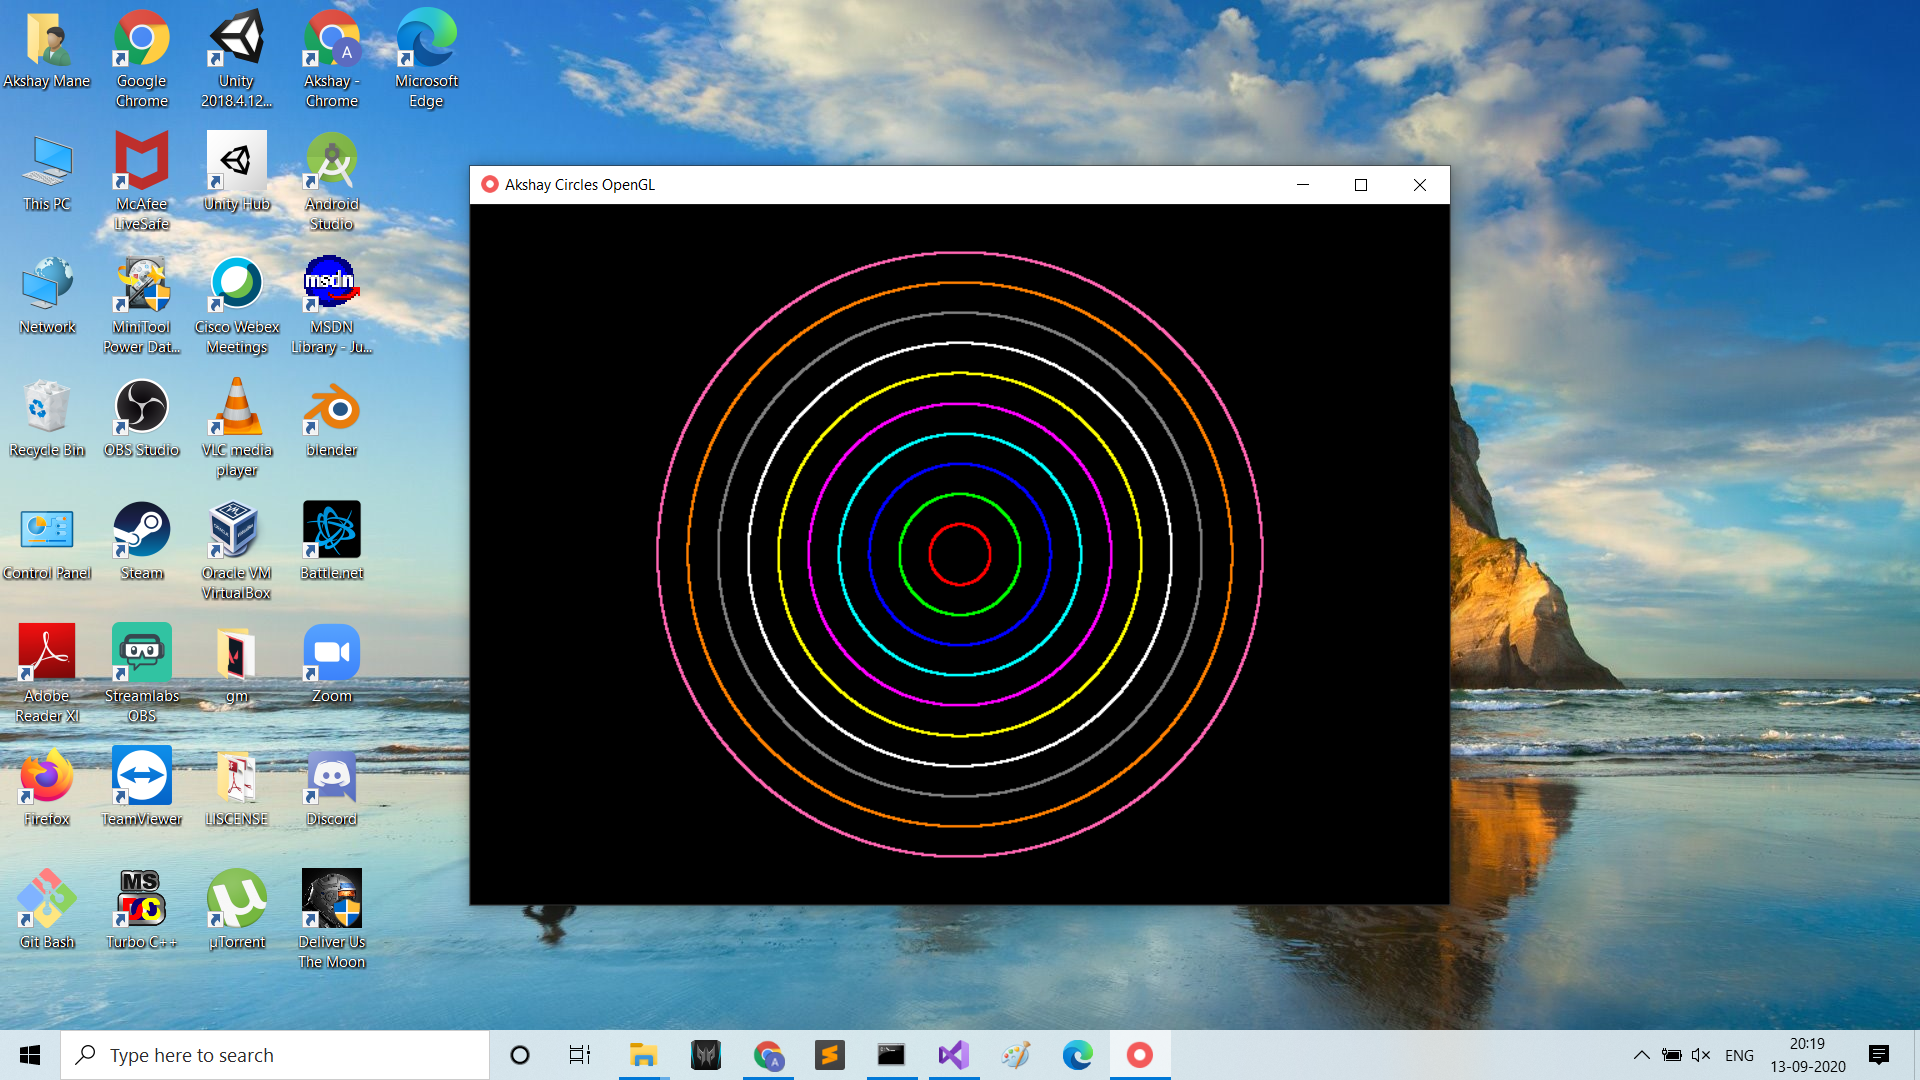 Akshay Mane
Google
Chrome
Unity
2018.4.12...
A
Akshay -
Chrome
Microsoft
Edge
This PC
McAfee
LiveSafe
Unity Hub
Android
Studio
Network
MiniTool
Power Dat...
Cisco Webex
Meetings
msdn
MSDN
Library - Ju...
Recycle Bin
OBS Studio
VLC media
player
blender
Control Panel
Steam
Oracle VM
VirtualBox
Battle.net
Adobe
Reader XI
Streamlabs
OBS
gm
Zoom
Firefox
TeamViewer
LISCENSE
Discord
Git Bash
MS
Turbo C++
µTorrent
Deliver Us
The Moon
Akshay Circles OpenGL
Type here to search
A
ENG
20:19
13-09-2020